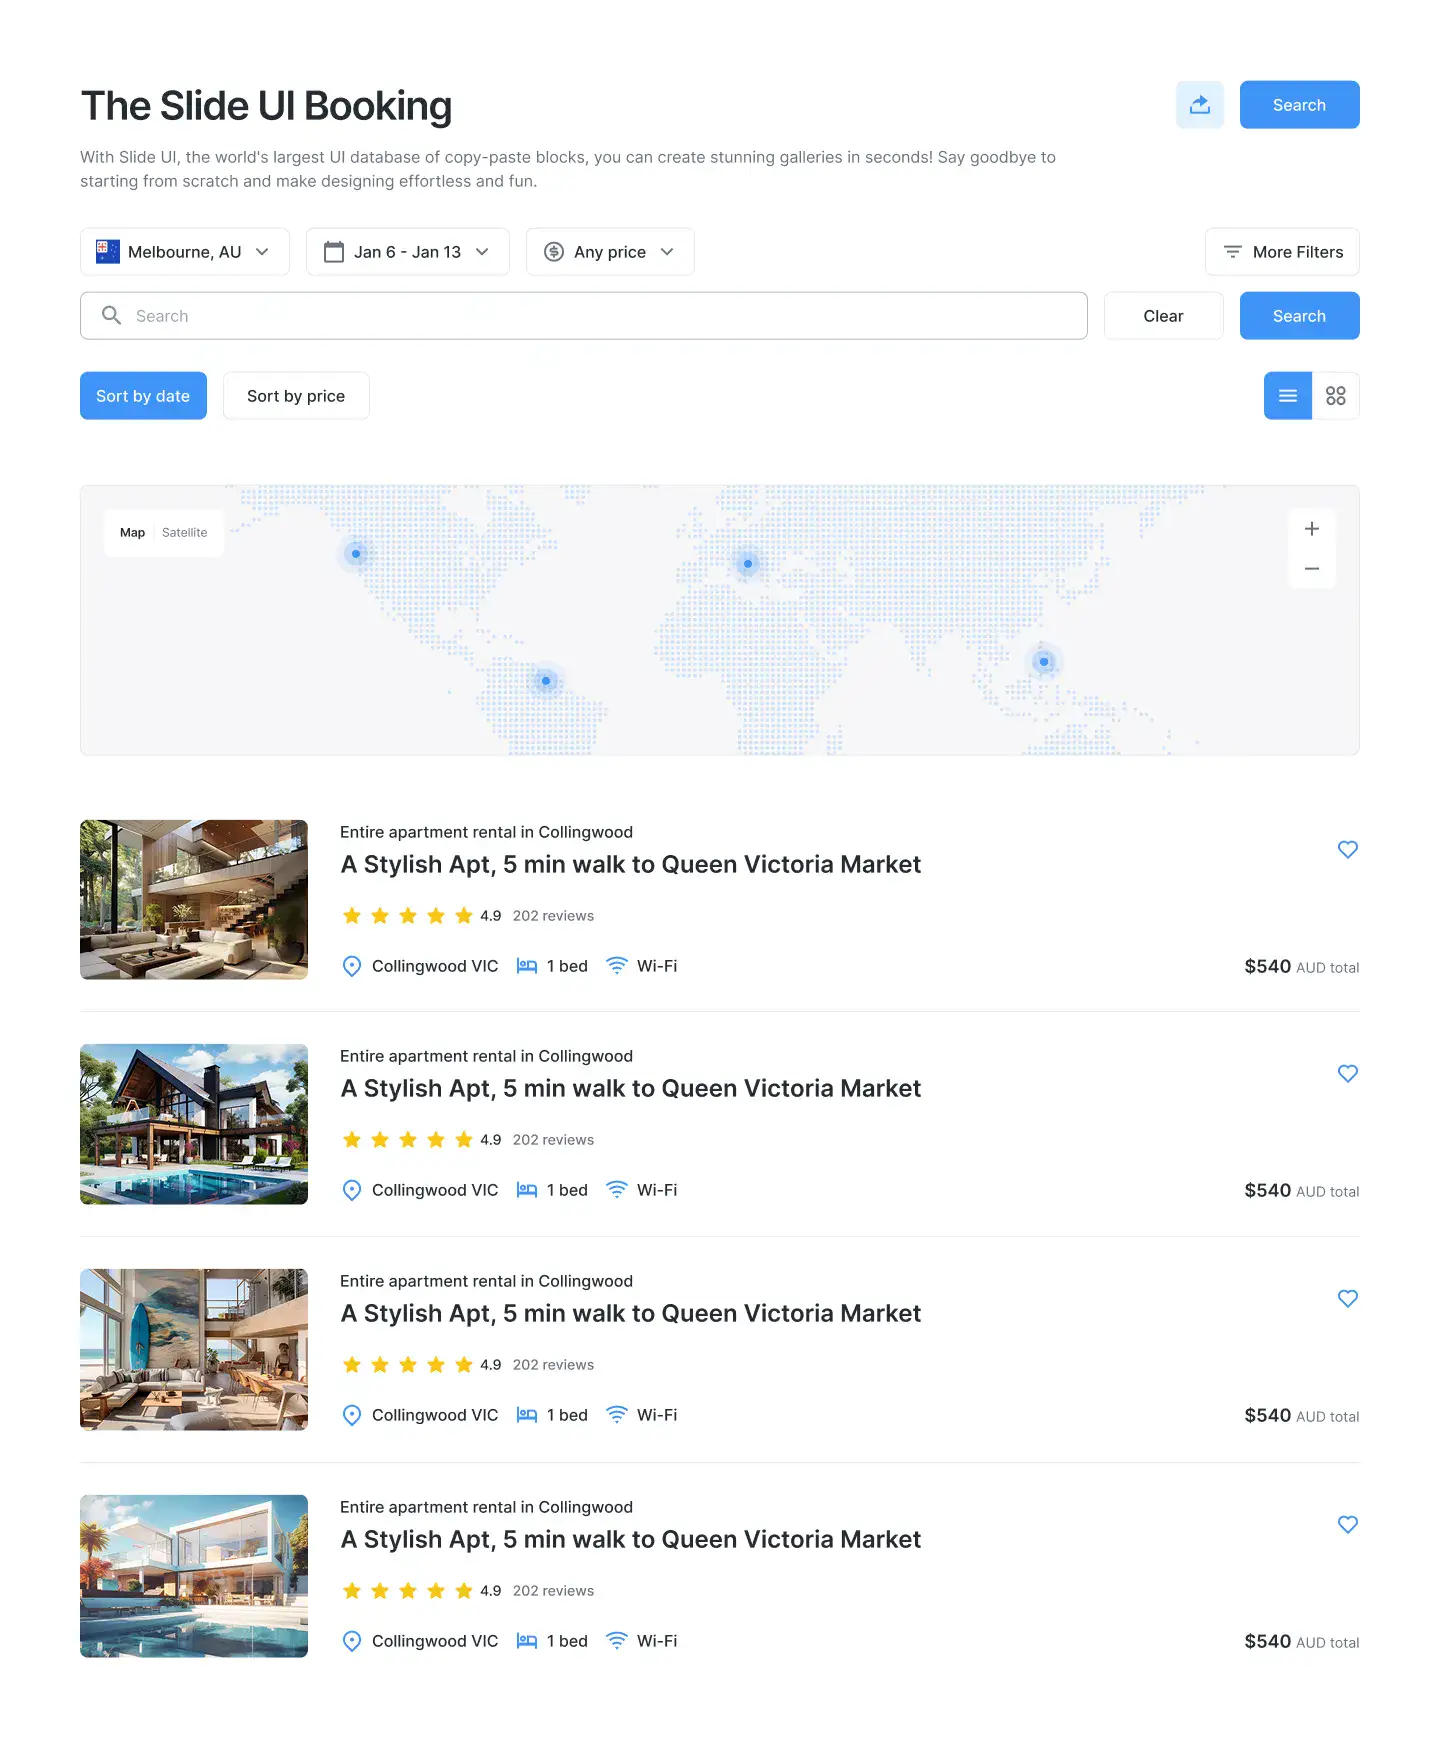 The Slide UI Booking
Search
With Slide UI, the world's largest UI database of copy-paste blocks, you can create stunning galleries in seconds! Say goodbye to
starting from scratch and make designing effortless and fun.
Melbourne, AU
Jan 6 - Jan 13
Any price
More Filters
Search
Clear
Search
Sort by date
Sort by price
Map
Satellite
Entire apartment rental in Collingwood
A Stylish Apt, 5 min walk to Queen Victoria Market
4.9 202 reviews
Collingwood VIC 1 bed Wi-Fi
$540 AUD total
Entire apartment rental in Collingwood
A Stylish Apt, 5 min walk to Queen Victoria Market
4.9 202 reviews
Collingwood VIC 1 bed Wi-Fi
$540 AUD total
Entire apartment rental in Collingwood
A Stylish Apt, 5 min walk to Queen Victoria Market
4.9 202 reviews
Collingwood VIC 1 bed Wi-Fi
$540 AUD total
Entire apartment rental in Collingwood
A Stylish Apt, 5 min walk to Queen Victoria Market
4.9 202 reviews
Collingwood VIC 1 bed Wi-Fi
$540 AUD total